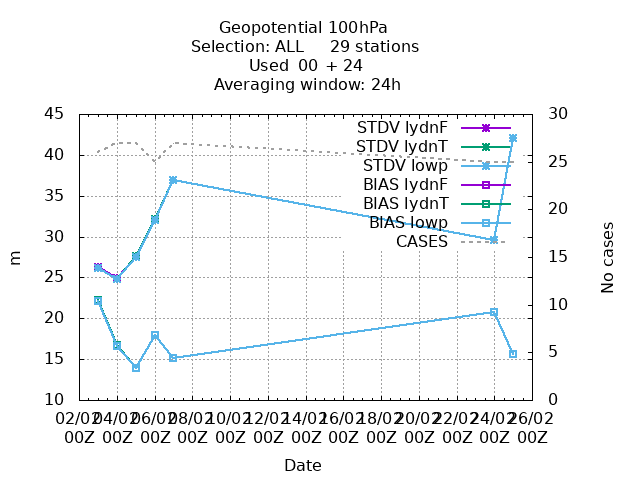 Geopotential 100hPa
Selection: ALL 29 stations
Used 00 + 24
Averaging window: 24h
45
40
35
30
25
20
15
10
m
30
25
20
15
10
5
0
No cases
STDV lydnF
STDV lydnT
STDV lowp
BIAS lydnF
BIAS lydnT
BIAS lowp
CASES
02/02 04/02 06/02 08/02 10/02 12/02 14/02 16/02 18/02 20/02 22/02 24/02 26/02
00Z 00Z 00Z 00Z 00Z 00Z 00Z 00Z 00Z 00Z 00Z 00Z 00Z
Date